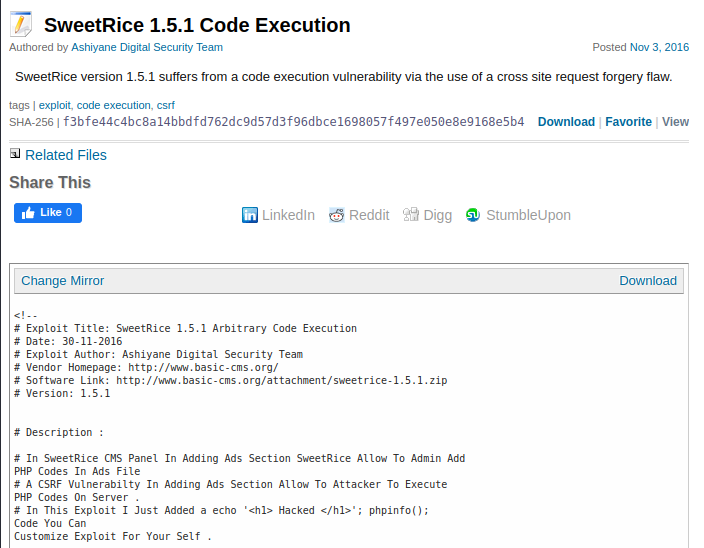 SweetRice 1.5.1 Code Execution
Authored by Ashiyane Digital Security Team Posted Nov 3, 2016
SweetRice version 1.5.1 suffers from a code execution vulnerability via the use of a cross site request forgery flaw.
tags | exploit, code execution, csrf
SHA-256 | f3bfe44c4bc8a14bbdfd762dc9d57d3f96dbce1698057f497e050e8e9168e5b4 Download | Favorite | View
Related Files
Share This
Like 0 LinkedIn Reddit Digg StumbleUpon
Change Mirror Download
<!--
# Exploit Title: SweetRice 1.5.1 Arbitrary Code Execution
# Date: 30-11-2016
# Exploit Author: Ashiyane Digital Security Team
# Vendor Homepage: http://www.basic-cms.org/
# Software Link: http://www.basic-cms.org/attachment/sweetrice-1.5.1.zip
# Version: 1.5.1
# Description :
# In SweetRice CMS Panel In Adding Ads Section SweetRice Allow To Admin Add
PHP Codes In Ads File
# A CSRF Vulnerabilty In Adding Ads Section Allow To Attacker To Execute
PHP Codes On Server .
# In This Exploit I Just Added a echo '<h1> Hacked </h1>'; phpinfo();
Code You Can
Customize Exploit For Your Self .